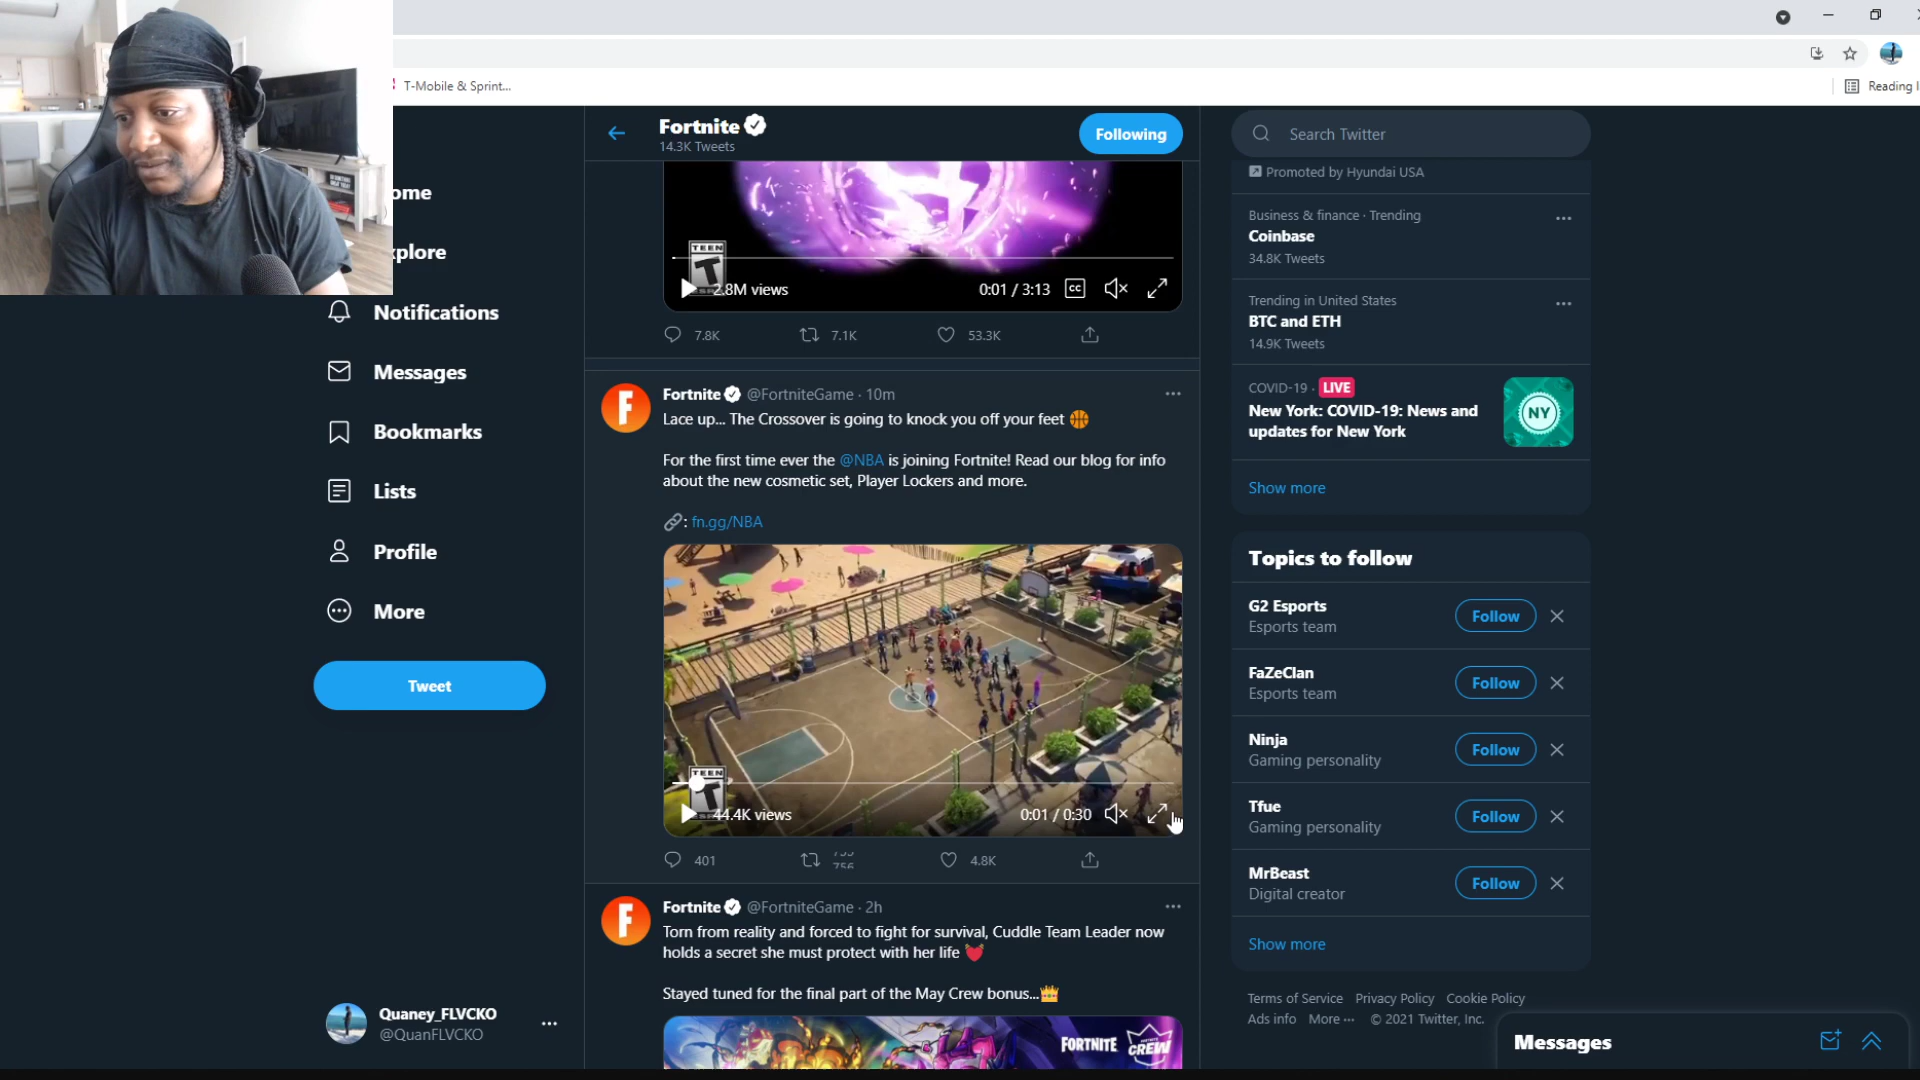 T-Mobile & Sprint...
Reading
Fortnite
14.3K Tweets
Following
Search Twitter
ome
xplore
Notifications
Messages
Bookmarks
Lists
Profile
More
Tweet
Quaney_FLVCKO
@QuanFLVCKO
TEEN
T
2.8M views
0:01 / 3:13
CC
7.8K
7.1K
53.3K
Fortnite @FortniteGame · 10m
Lace up... The Crossover is going to knock you off your feet
For the first time ever the @NBA is joining Fortnite! Read our blog for info
about the new cosmetic set, Player Lockers and more.
: fn.gg/NBA
TEEN
T
44.4K views
0:01 / 0:30
401
4.8K
Fortnite @FortniteGame · 2h
Torn from reality and forced to fight for survival, Cuddle Team Leader now
holds a secret she must protect with her life
Stayed tuned for the final part of the May Crew bonus...
FORTNITE
CREW
Promoted by Hyundai USA
Business & finance · Trending
Coinbase
34.8K Tweets
Trending in United States
BTC and ETH
14.9K Tweets
COVID-19 · LIVE
New York: COVID-19: News and
updates for New York
NY
Show more
Topics to follow
G2 Esports
Esports team
Follow
FaZeClan
Esports team
Follow
Ninja
Gaming personality
Follow
Tfue
Gaming personality
Follow
MrBeast
Digital creator
Follow
Show more
Terms of Service Privacy Policy Cookie Policy
Ads info More ··· © 2021 Twitter, Inc.
Messages